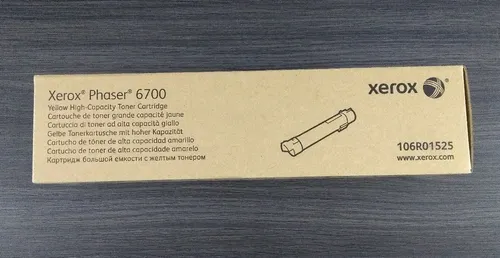 Xerox® Phaser® 6700
Yellow High-Capacity Toner Cartridge
Cartouche de toner grande capacité jaune
Cartuccia di toner ad alta capacità giallo
Gelbe Tonerkartusche mit hoher Kapazität
Cartucho de tóner de alta capacidad amarillo
Cartucho de toner de alta capacidade amarelo
Картридж большой емкости с желтым тонером
xerox
106R01525
www.xerox.com